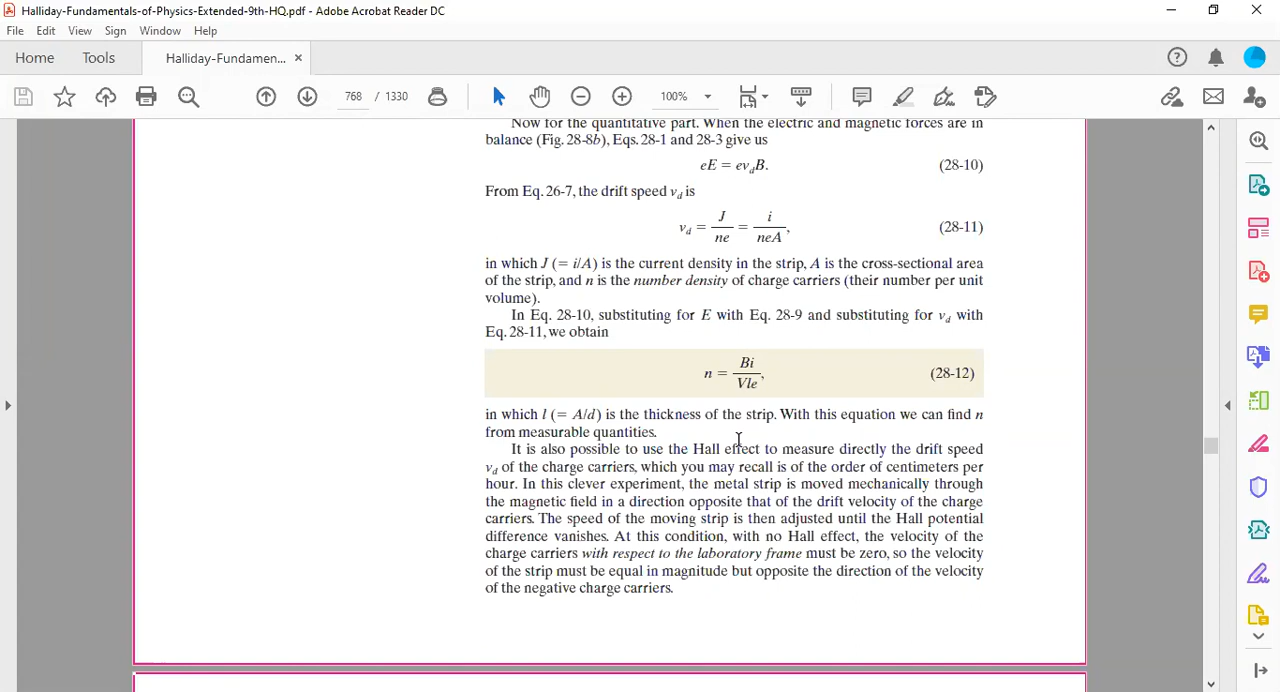 Halliday-Fundamentals-of-Physics-Extended-9th-HQ.pdf - Adobe Acrobat Reader DC
File Edit View Sign Window Help
Home Tools Halliday-Fundamen... ×
768 / 1330 100%
Now for the quantitative part. When the electric and magnetic forces are in
balance (Fig. 28-8b), Eqs. 28-1 and 28-3 give us
eE = ev_dB. (28-10)
From Eq. 26-7, the drift speed v_d is
v_d = J/ne = i/neA, (28-11)
in which J (= i/A) is the current density in the strip, A is the cross-sectional area
of the strip, and n is the number density of charge carriers (their number per unit
volume).
In Eq. 28-10, substituting for E with Eq. 28-9 and substituting for v_d with
Eq. 28-11, we obtain
n = Bi/Vle, (28-12)
in which l (= A/d) is the thickness of the strip. With this equation we can find n
from measurable quantities.
It is also possible to use the Hall effect to measure directly the drift speed
v_d of the charge carriers, which you may recall is of the order of centimeters per
hour. In this clever experiment, the metal strip is moved mechanically through
the magnetic field in a direction opposite that of the drift velocity of the charge
carriers. The speed of the moving strip is then adjusted until the Hall potential
difference vanishes. At this condition, with no Hall effect, the velocity of the
charge carriers with respect to the laboratory frame must be zero, so the velocity
of the strip must be equal in magnitude but opposite the direction of the velocity
of the negative charge carriers.